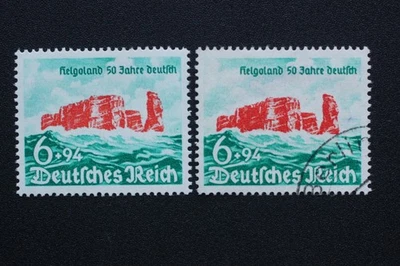 Helgoland 50 Jahre deutsch
6+94
Deutsches Reich
Helgoland 50 Jahre deutsch
6+94
Deutsches Reich